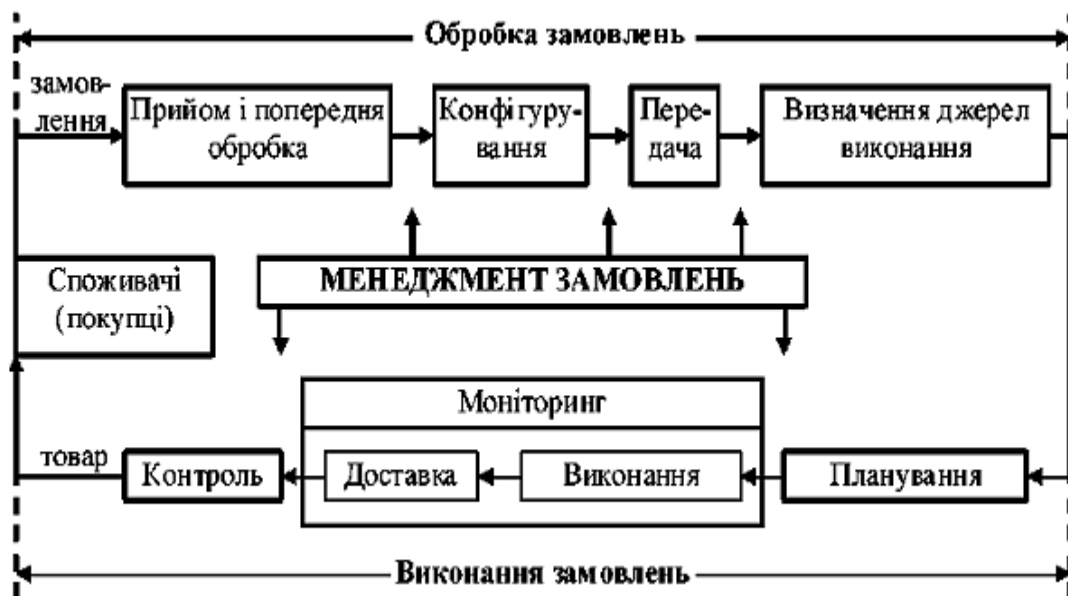 Обробка замовлень
замов-
лення
Прийом і попередня
обробка
Конфігуру-
вання
Пере-
дача
Визначення джерел
виконання
МЕНЕДЖМЕНТ ЗАМОВЛЕНЬ
Споживачі
(покупці)
Моніторинг
товар
Контроль
Доставка
Виконання
Планування
Виконання замовлень